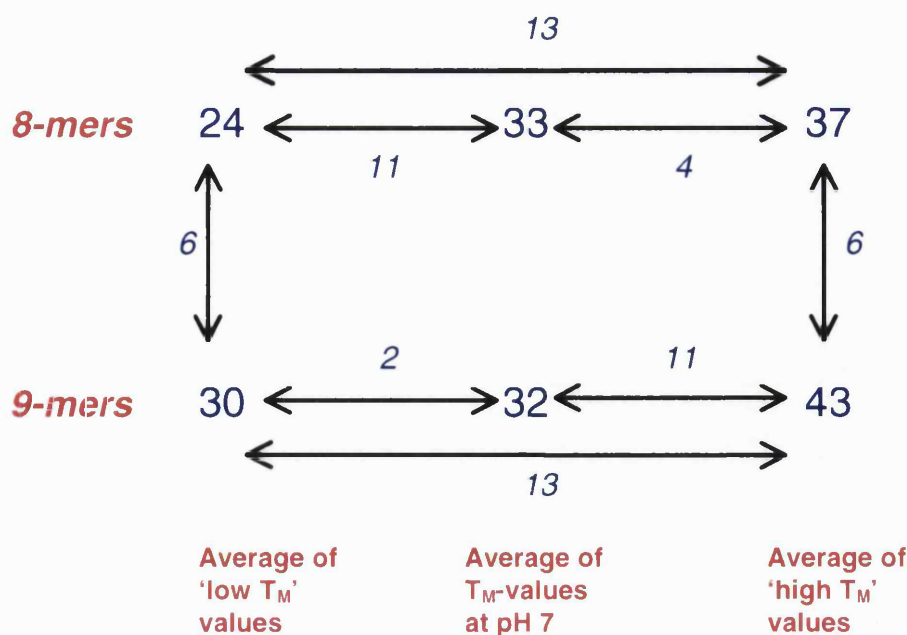 13
8-mers 24 33 37
11 4
6 6
2 11
9-mers 30 32 43
13
Average of 'low TM' values
Average of TM-values at pH 7
Average of 'high TM' values